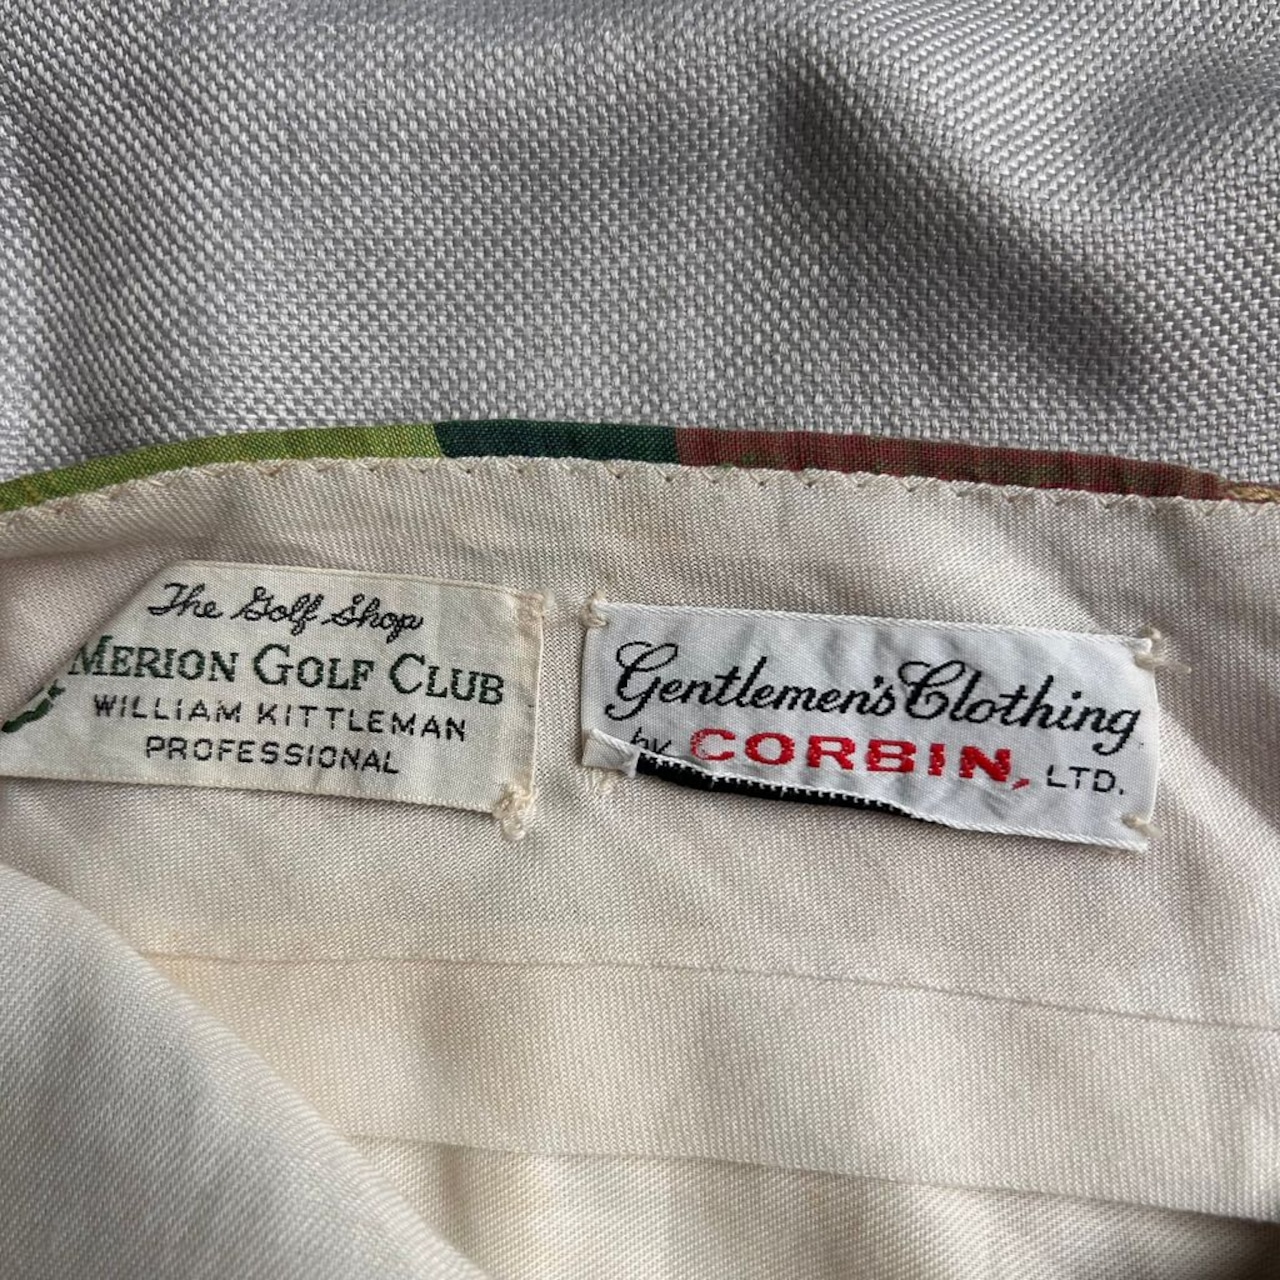 The Golf Shop
MERION GOLF CLUB
WILLIAM KITTLEMAN
PROFESSIONAL
Gentlemen's Clothing
by CORBIN, LTD.